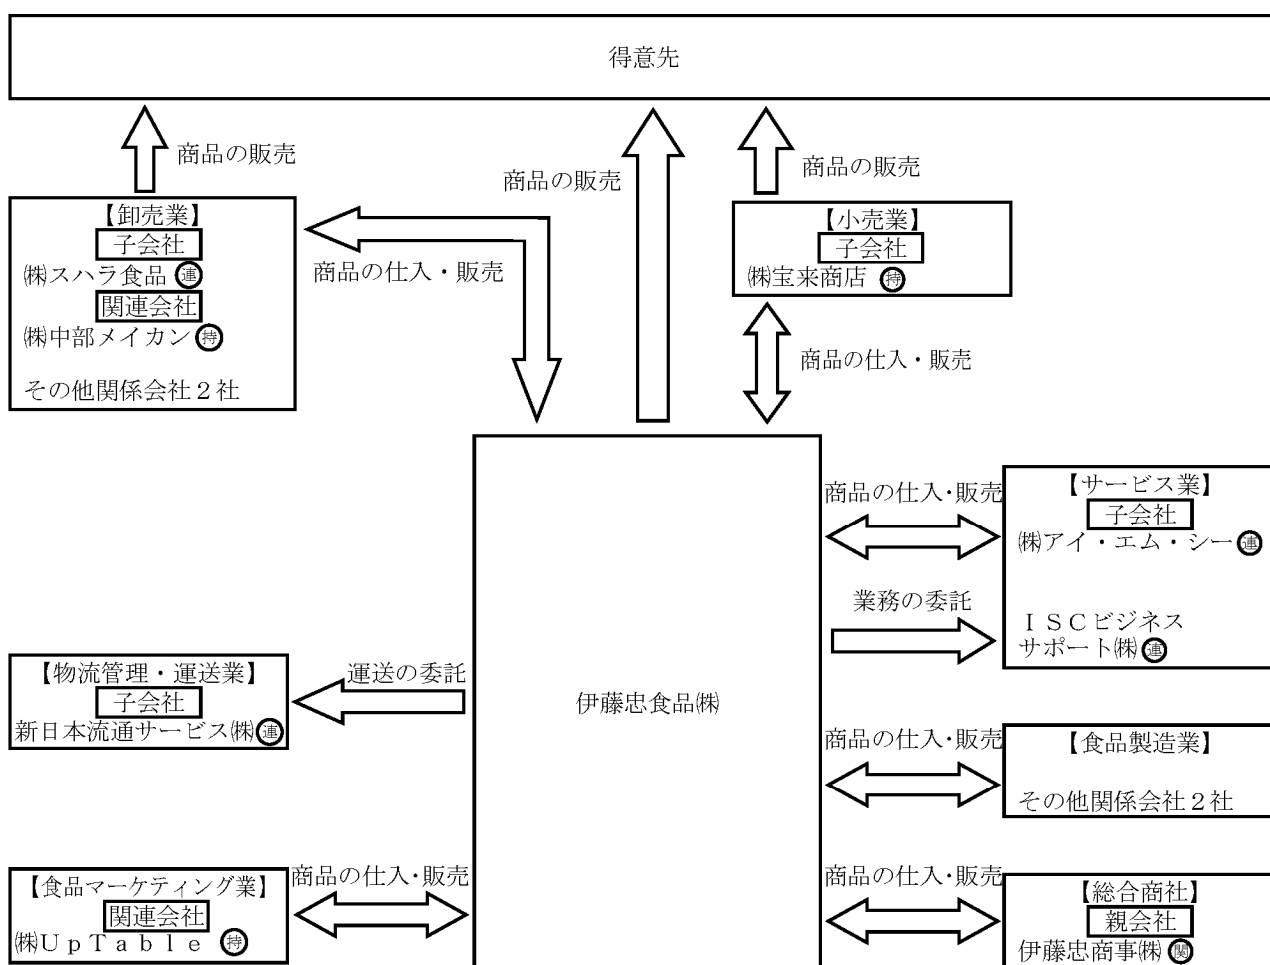 得意先
商品の販売
商品の販売
商品の販売
【卸売業】
子会社
㈱スハラ食品 ㊝連
関連会社
㈱中部メイカン 持
その他関係会社２社
商品の仕入・販売
【小売業】
子会社
㈱宝来商店 持
商品の仕入・販売
伊藤忠食品㈱
商品の仕入・販売
【サービス業】
子会社
㈱アイ・エム・シー 連
業務の委託
ＩＳＣビジネス
サポート㈱ 連
【物流管理・運送業】
子会社
新日本流通サービス㈱ 連
運送の委託
商品の仕入・販売
【食品製造業】
その他関係会社２社
【食品マーケティング業】
関連会社
㈱ＵｐＴａｂｌｅ 持
商品の仕入・販売
商品の仕入・販売
【総合商社】
親会社
伊藤忠商事㈱ 関